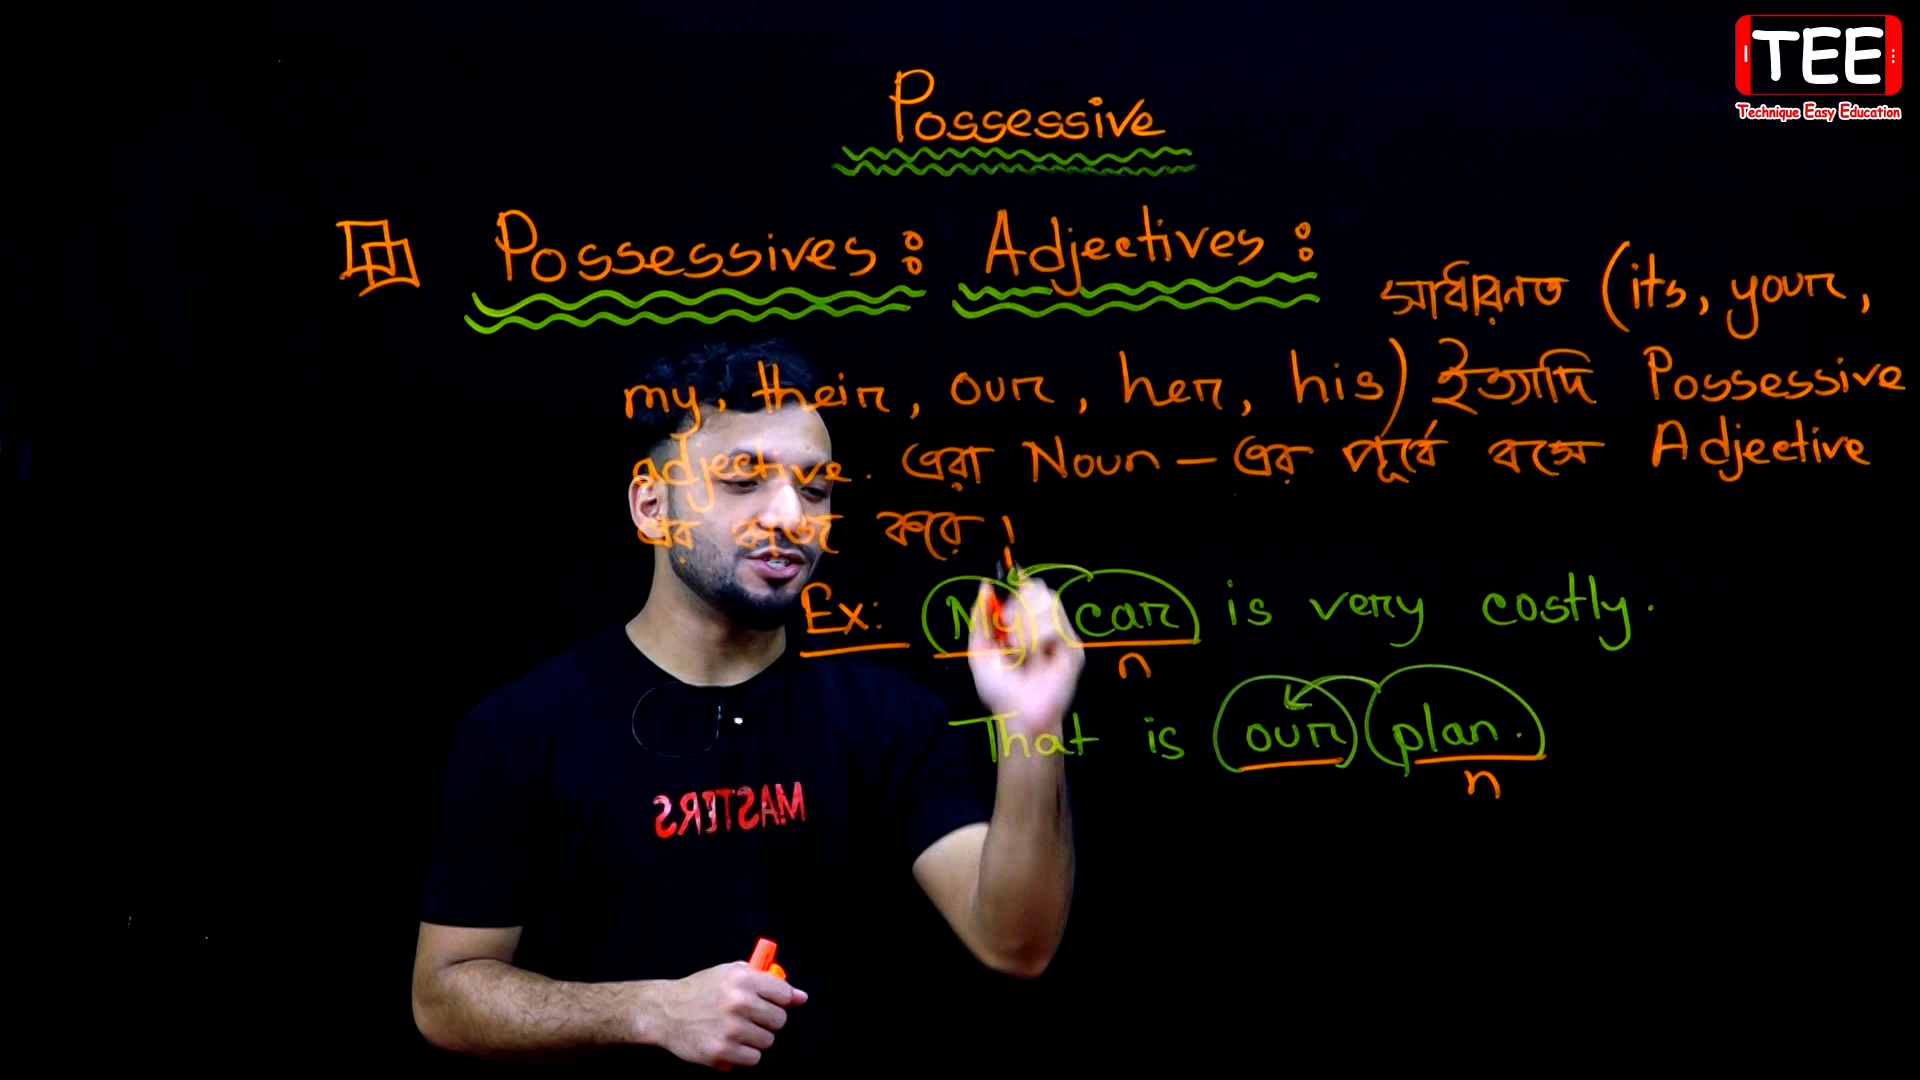 TEE
Technique Easy Education
Possessive
Possessives: Adjectives:
সাধারনত (its, your,
my, their, our, her, his) ইত্যাদি Possessive
adjective. এরা Noun - এর পূর্বে বসে Adjective
এর কাজ করে।
Ex: My car is very costly.
n
That is our plan.
n
MASTERS